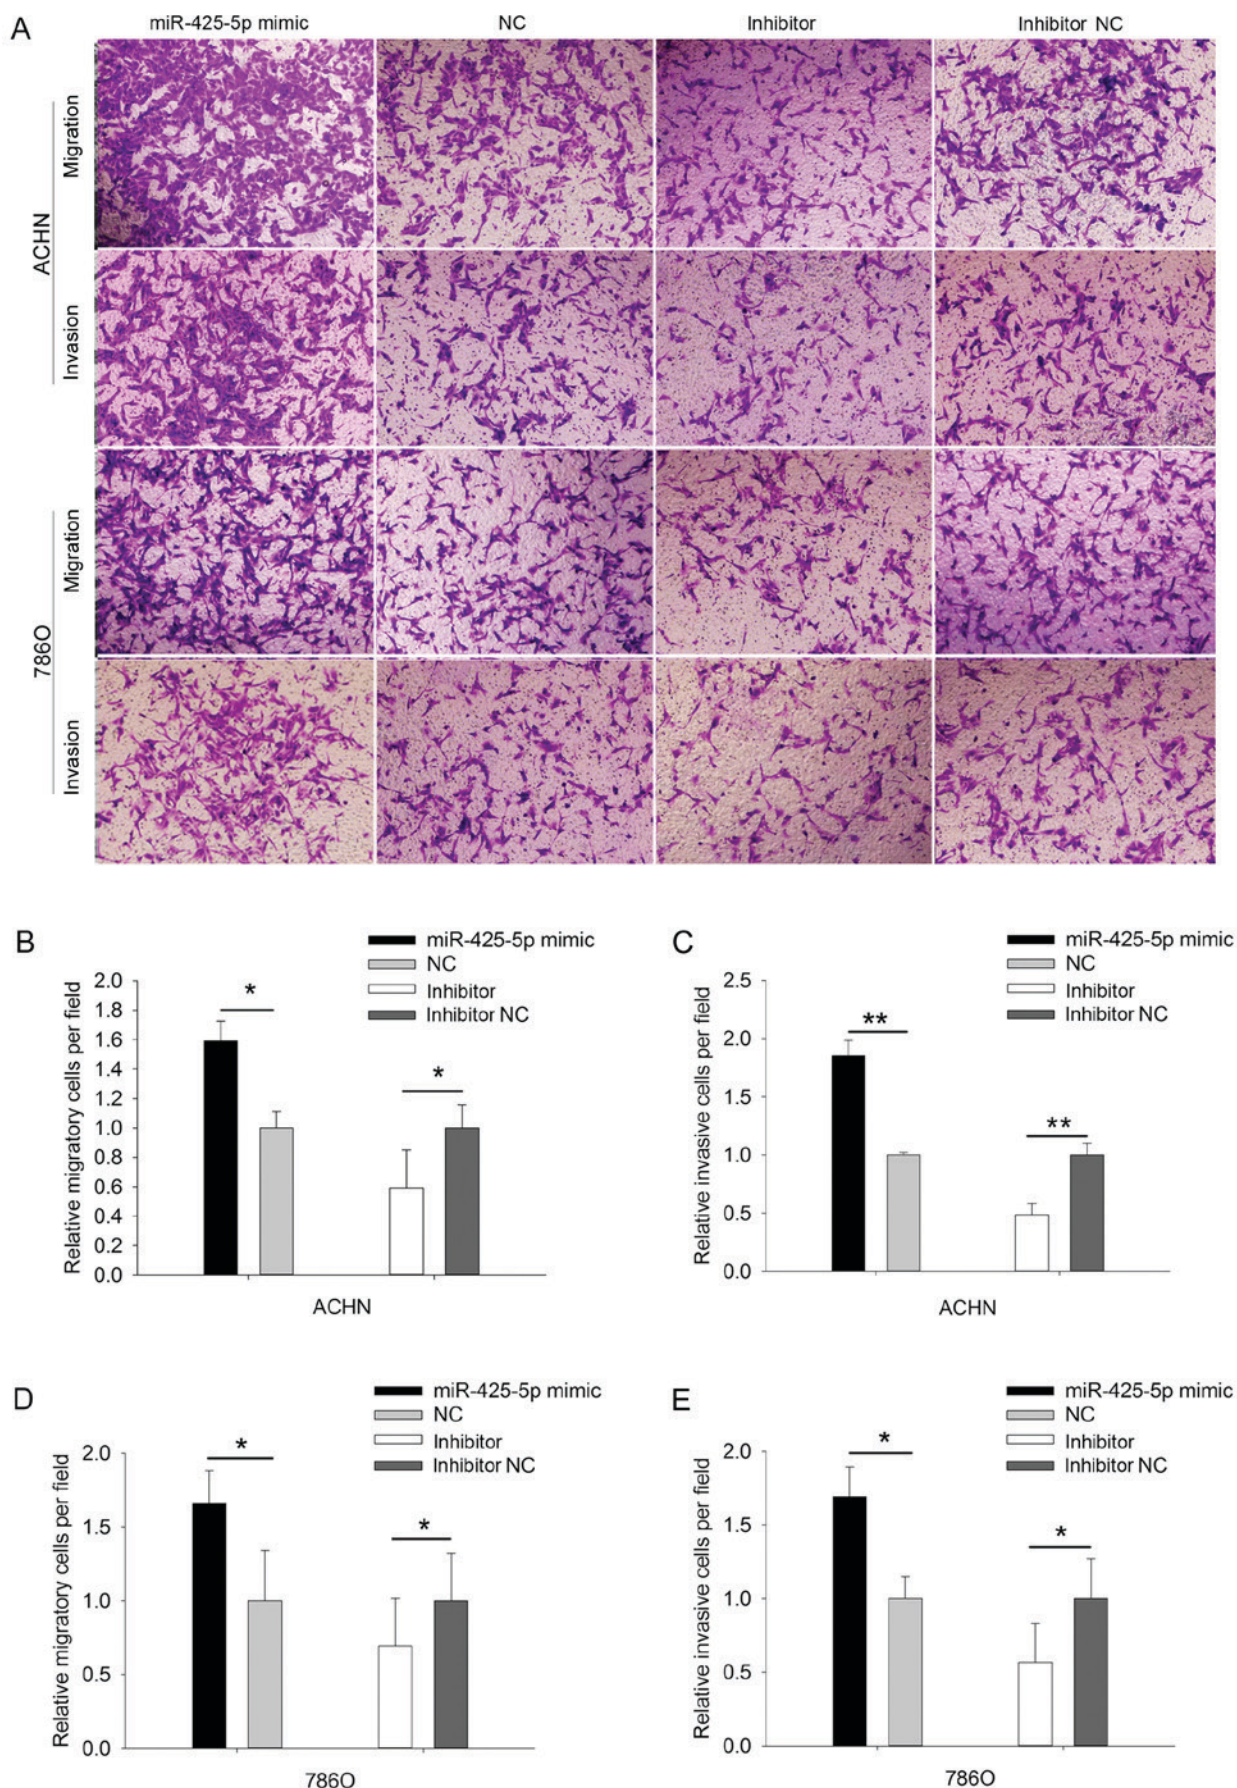 A
miR-425-5p mimic NC Inhibitor Inhibitor NC
ACHN
Migration
Invasion
786O
Migration
Invasion
B
miR-425-5p mimic
NC
Inhibitor
Inhibitor NC
Relative migratory cells per field
2.0
1.8
1.6
1.4
1.2
1.0
0.8
0.6
0.4
0.2
0.0
*
*
ACHN
C
miR-425-5p mimic
NC
Inhibitor
Inhibitor NC
Relative invasive cells per field
2.5
2.0
1.5
1.0
0.5
0.0
**
**
ACHN
D
miR-425-5p mimic
NC
Inhibitor
Inhibitor NC
Relative migratory cells per field
2.0
1.5
1.0
0.5
0.0
*
*
786O
E
miR-425-5p mimic
NC
Inhibitor
Inhibitor NC
Relative invasive cells per field
2.0
1.5
1.0
0.5
0.0
*
*
786O